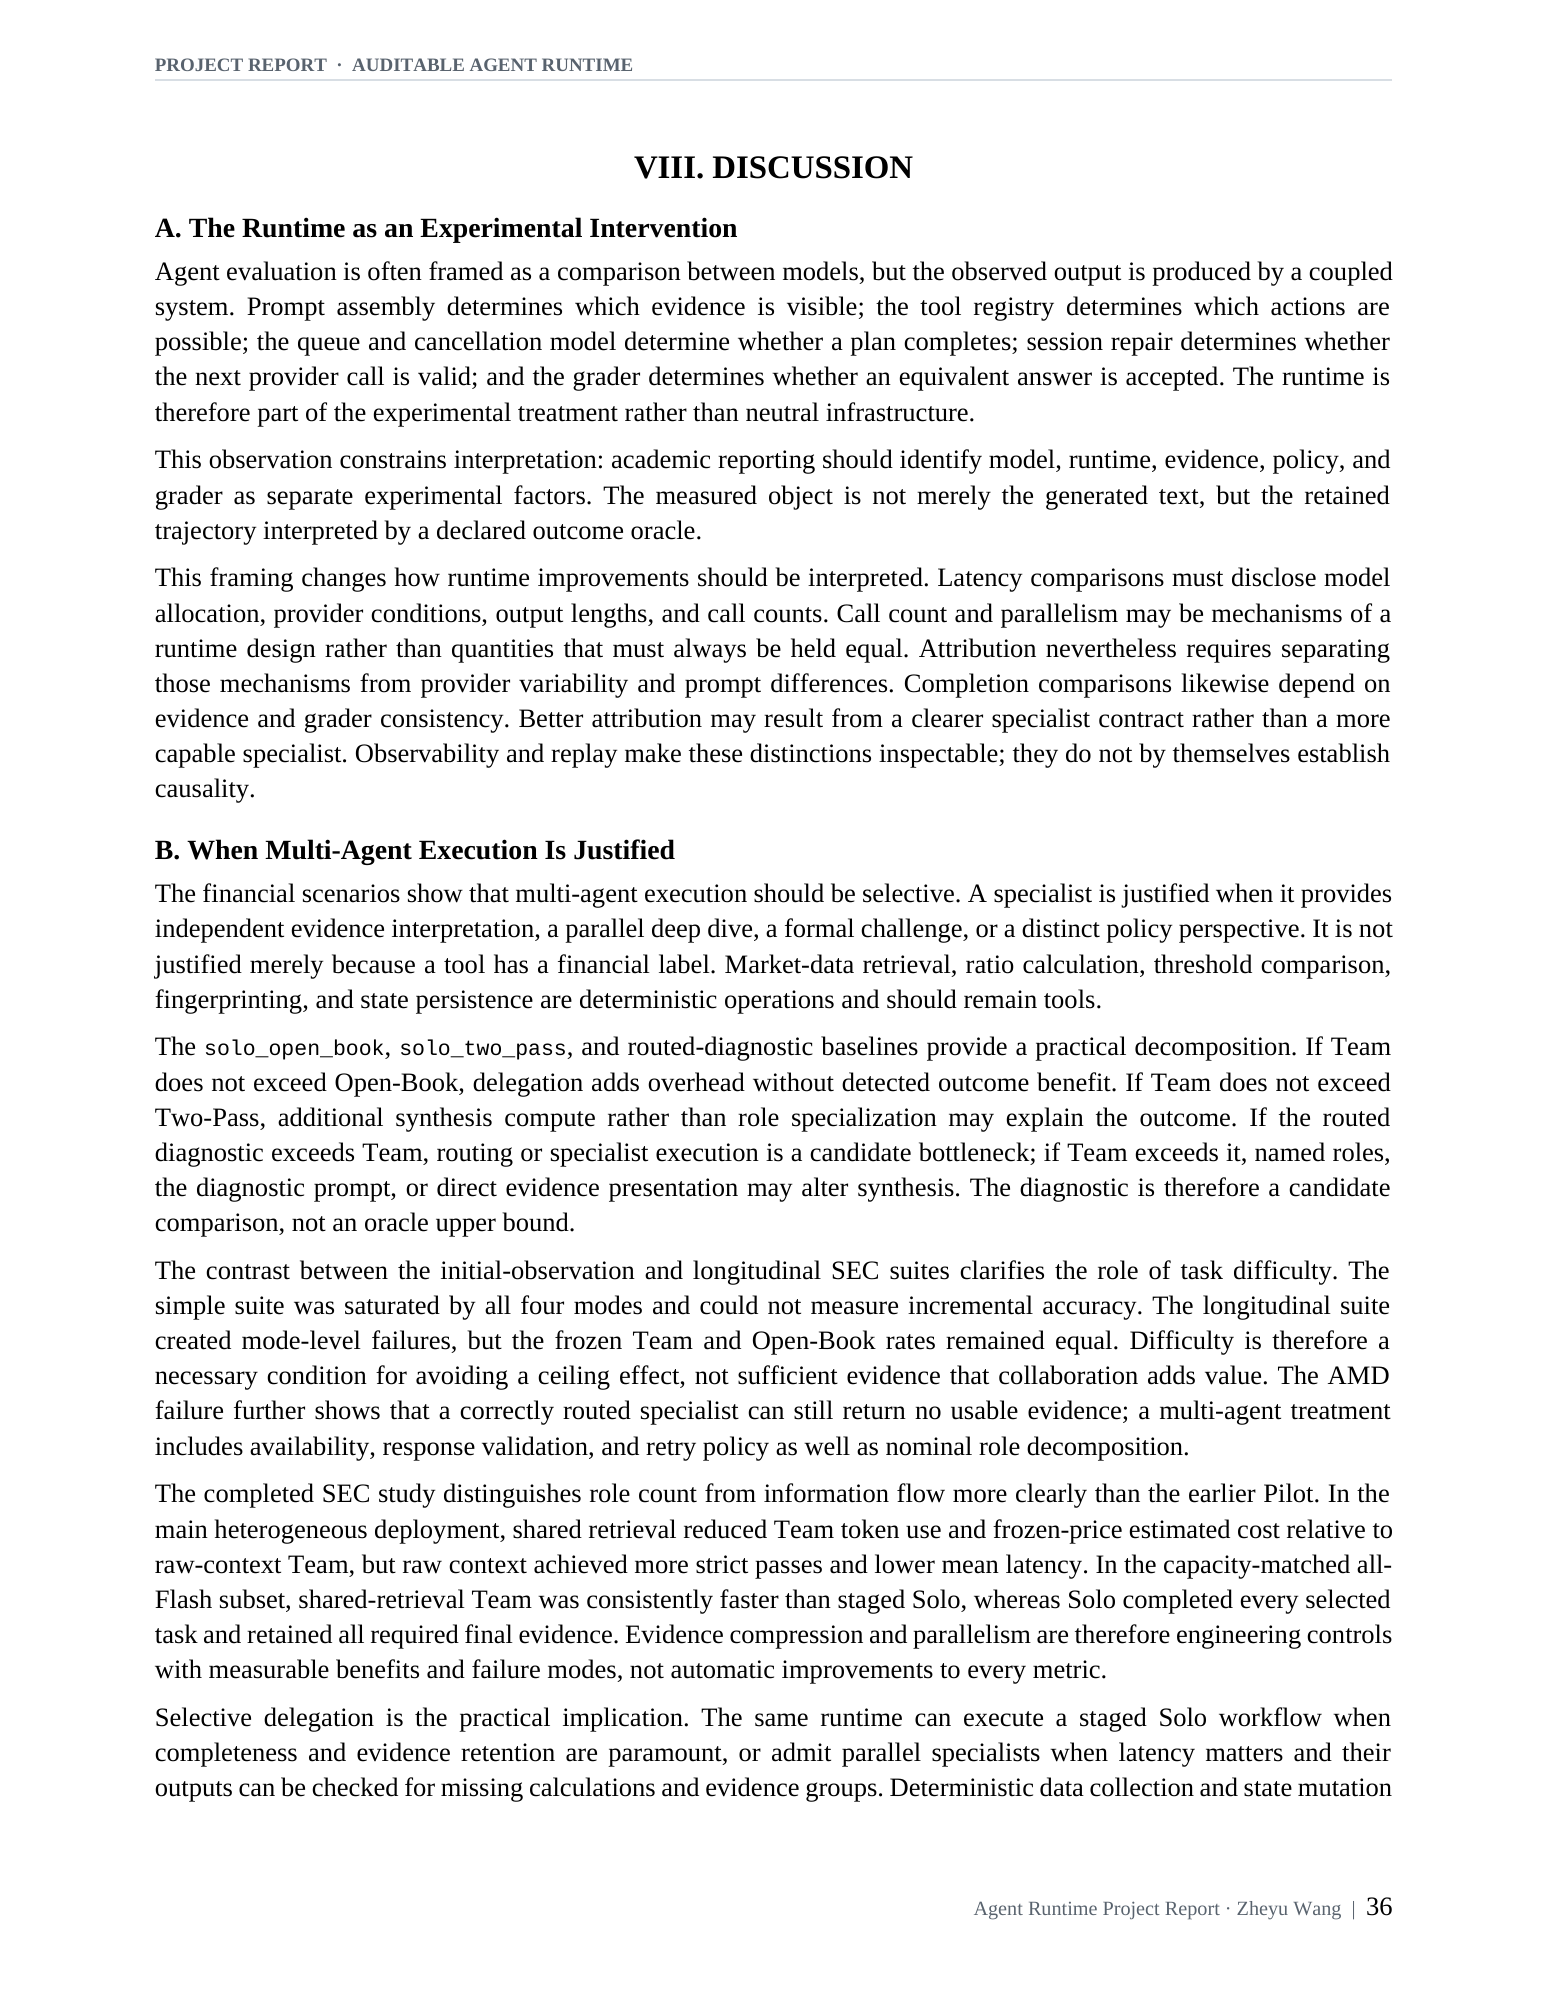 PROJECT REPORT · AUDITABLE AGENT RUNTIME
VIII. DISCUSSION
A. The Runtime as an Experimental Intervention
Agent evaluation is often framed as a comparison between models, but the observed output is produced by a coupled
system. Prompt assembly determines which evidence is visible; the tool registry determines which actions are
possible; the queue and cancellation model determine whether a plan completes; session repair determines whether
the next provider call is valid; and the grader determines whether an equivalent answer is accepted. The runtime is
therefore part of the experimental treatment rather than neutral infrastructure.
This observation constrains interpretation: academic reporting should identify model, runtime, evidence, policy, and
grader as separate experimental factors. The measured object is not merely the generated text, but the retained
trajectory interpreted by a declared outcome oracle.
This framing changes how runtime improvements should be interpreted. Latency comparisons must disclose model
allocation, provider conditions, output lengths, and call counts. Call count and parallelism may be mechanisms of a
runtime design rather than quantities that must always be held equal. Attribution nevertheless requires separating
those mechanisms from provider variability and prompt differences. Completion comparisons likewise depend on
evidence and grader consistency. Better attribution may result from a clearer specialist contract rather than a more
capable specialist. Observability and replay make these distinctions inspectable; they do not by themselves establish
causality.
B. When Multi-Agent Execution Is Justified
The financial scenarios show that multi-agent execution should be selective. A specialist is justified when it provides
independent evidence interpretation, a parallel deep dive, a formal challenge, or a distinct policy perspective. It is not
justified merely because a tool has a financial label. Market-data retrieval, ratio calculation, threshold comparison,
fingerprinting, and state persistence are deterministic operations and should remain tools.
The solo_open_book, solo_two_pass, and routed-diagnostic baselines provide a practical decomposition. If Team
does not exceed Open-Book, delegation adds overhead without detected outcome benefit. If Team does not exceed
Two-Pass, additional synthesis compute rather than role specialization may explain the outcome. If the routed
diagnostic exceeds Team, routing or specialist execution is a candidate bottleneck; if Team exceeds it, named roles,
the diagnostic prompt, or direct evidence presentation may alter synthesis. The diagnostic is therefore a candidate
comparison, not an oracle upper bound.
The contrast between the initial-observation and longitudinal SEC suites clarifies the role of task difficulty. The
simple suite was saturated by all four modes and could not measure incremental accuracy. The longitudinal suite
created mode-level failures, but the frozen Team and Open-Book rates remained equal. Difficulty is therefore a
necessary condition for avoiding a ceiling effect, not sufficient evidence that collaboration adds value. The AMD
failure further shows that a correctly routed specialist can still return no usable evidence; a multi-agent treatment
includes availability, response validation, and retry policy as well as nominal role decomposition.
The completed SEC study distinguishes role count from information flow more clearly than the earlier Pilot. In the
main heterogeneous deployment, shared retrieval reduced Team token use and frozen-price estimated cost relative to
raw-context Team, but raw context achieved more strict passes and lower mean latency. In the capacity-matched all-
Flash subset, shared-retrieval Team was consistently faster than staged Solo, whereas Solo completed every selected
task and retained all required final evidence. Evidence compression and parallelism are therefore engineering controls
with measurable benefits and failure modes, not automatic improvements to every metric.
Selective delegation is the practical implication. The same runtime can execute a staged Solo workflow when
completeness and evidence retention are paramount, or admit parallel specialists when latency matters and their
outputs can be checked for missing calculations and evidence groups. Deterministic data collection and state mutation
Agent Runtime Project Report · Zheyu Wang | 36